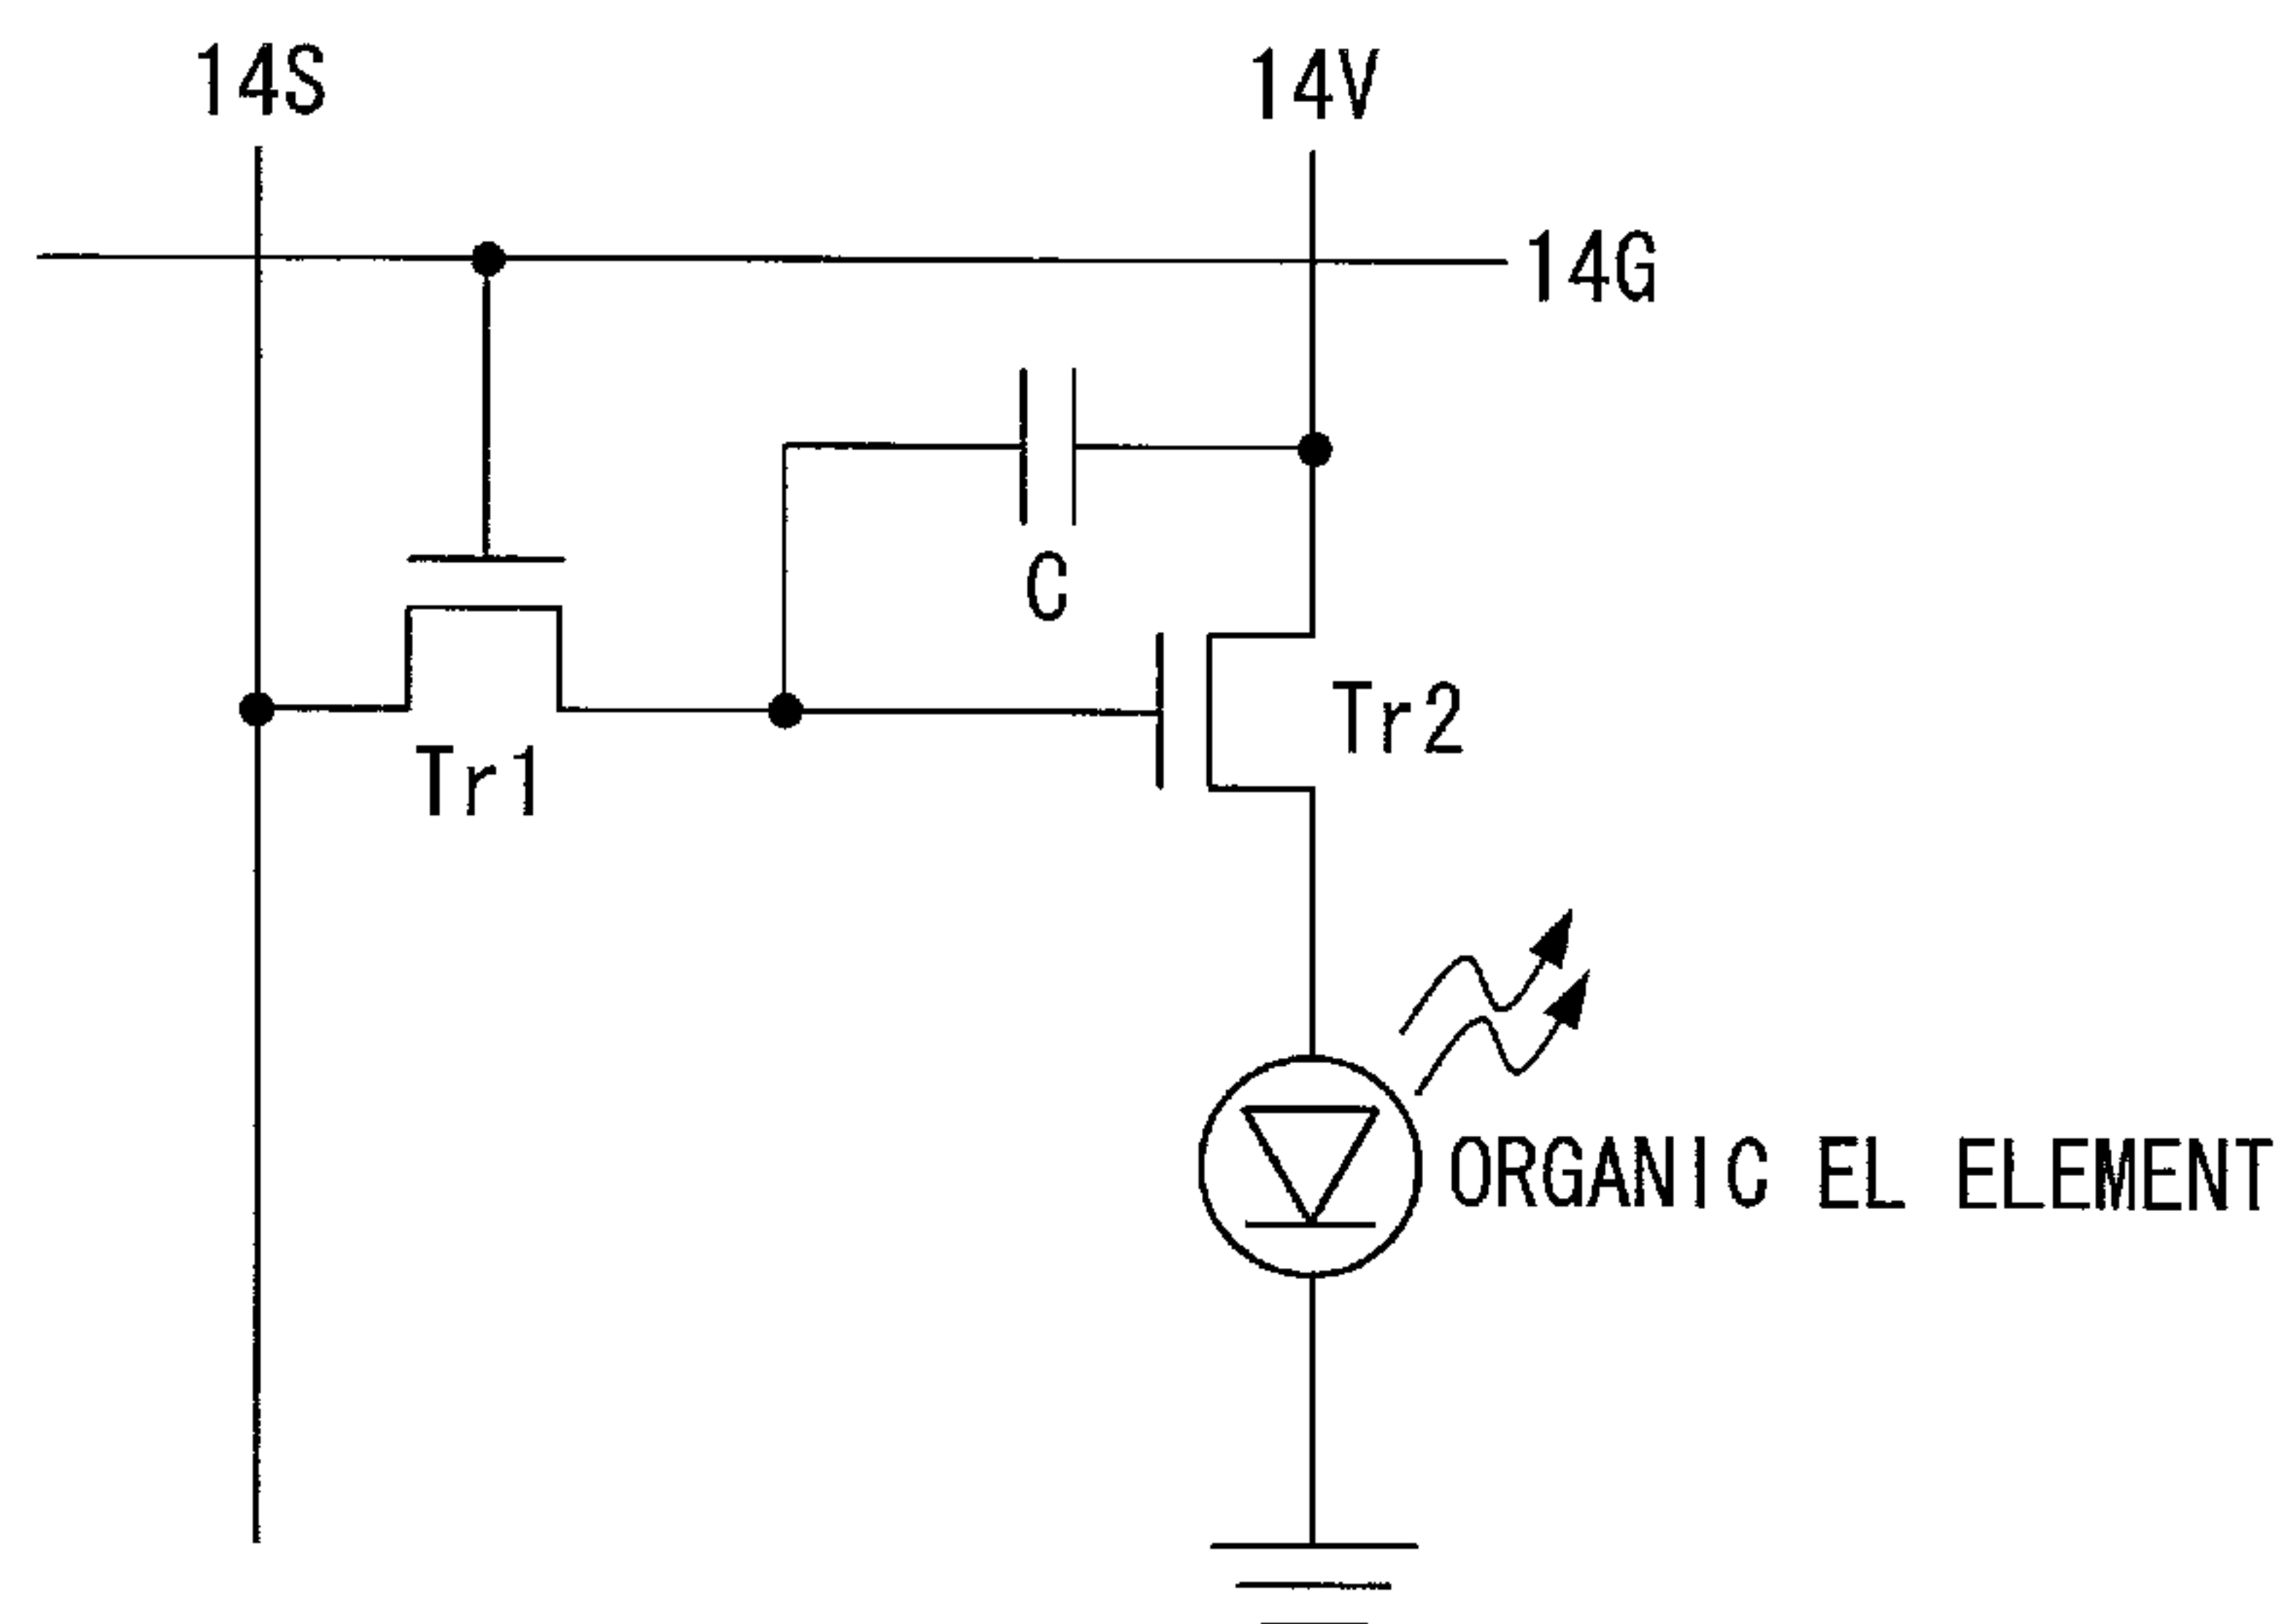 14S
14V
14G
C
Tr2
Tr1
ORGANIC EL ELEMENT